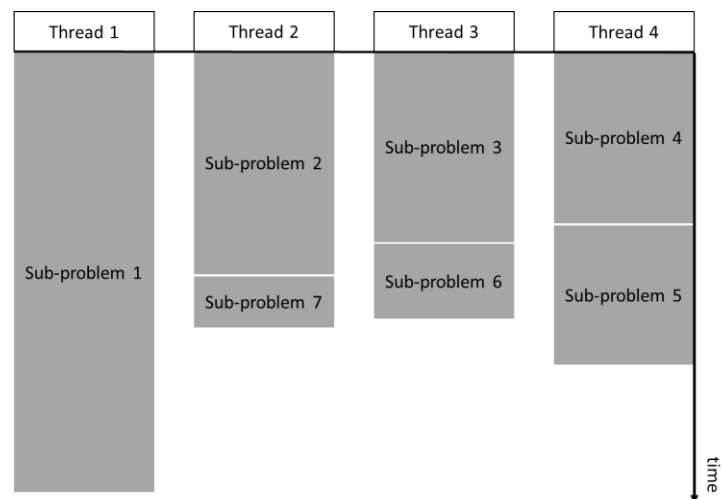 Thread 1
Thread 2
Thread 3
Thread 4
Sub-problem 1
Sub-problem 2
Sub-problem 7
Sub-problem 3
Sub-problem 6
Sub-problem 4
Sub-problem 5
time